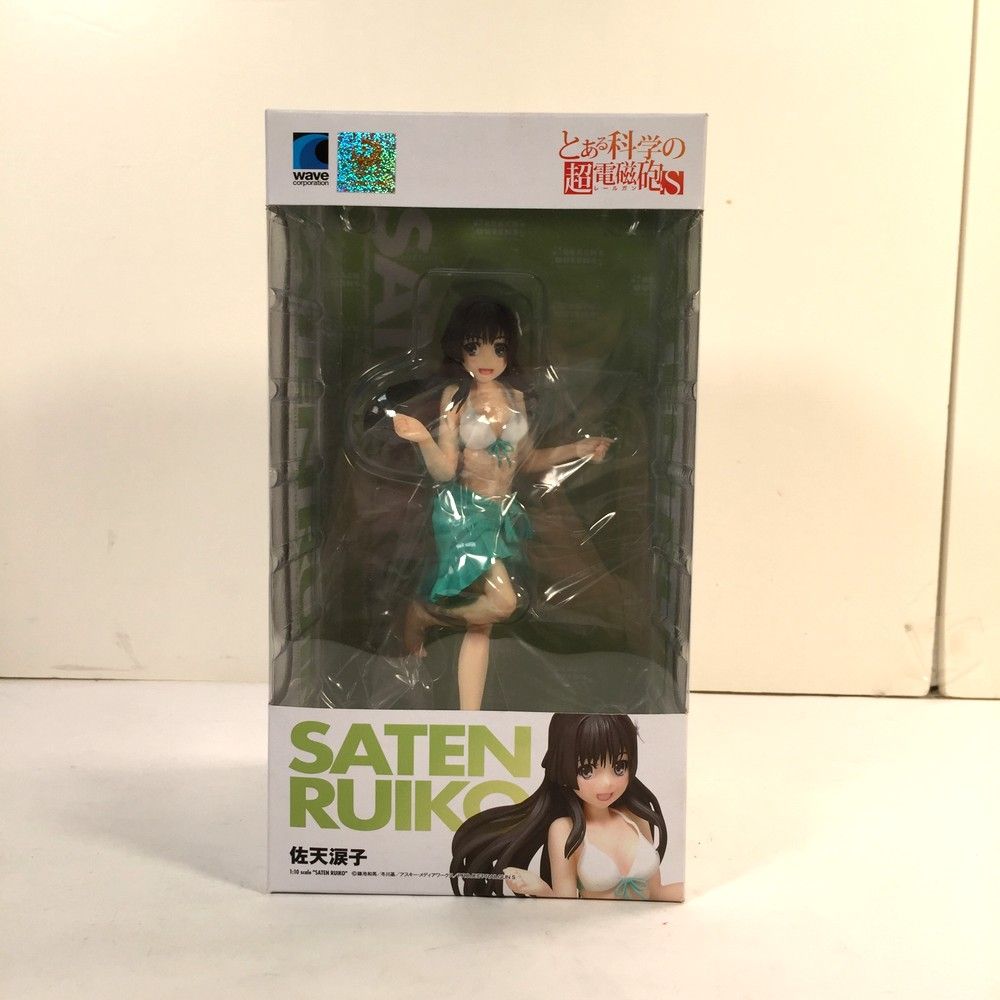 wave
corporation
とある科学の
超電磁砲S
レールガン
SATEN
RUIKO
佐天涙子
1:10 scale "SATEN RUIKO"